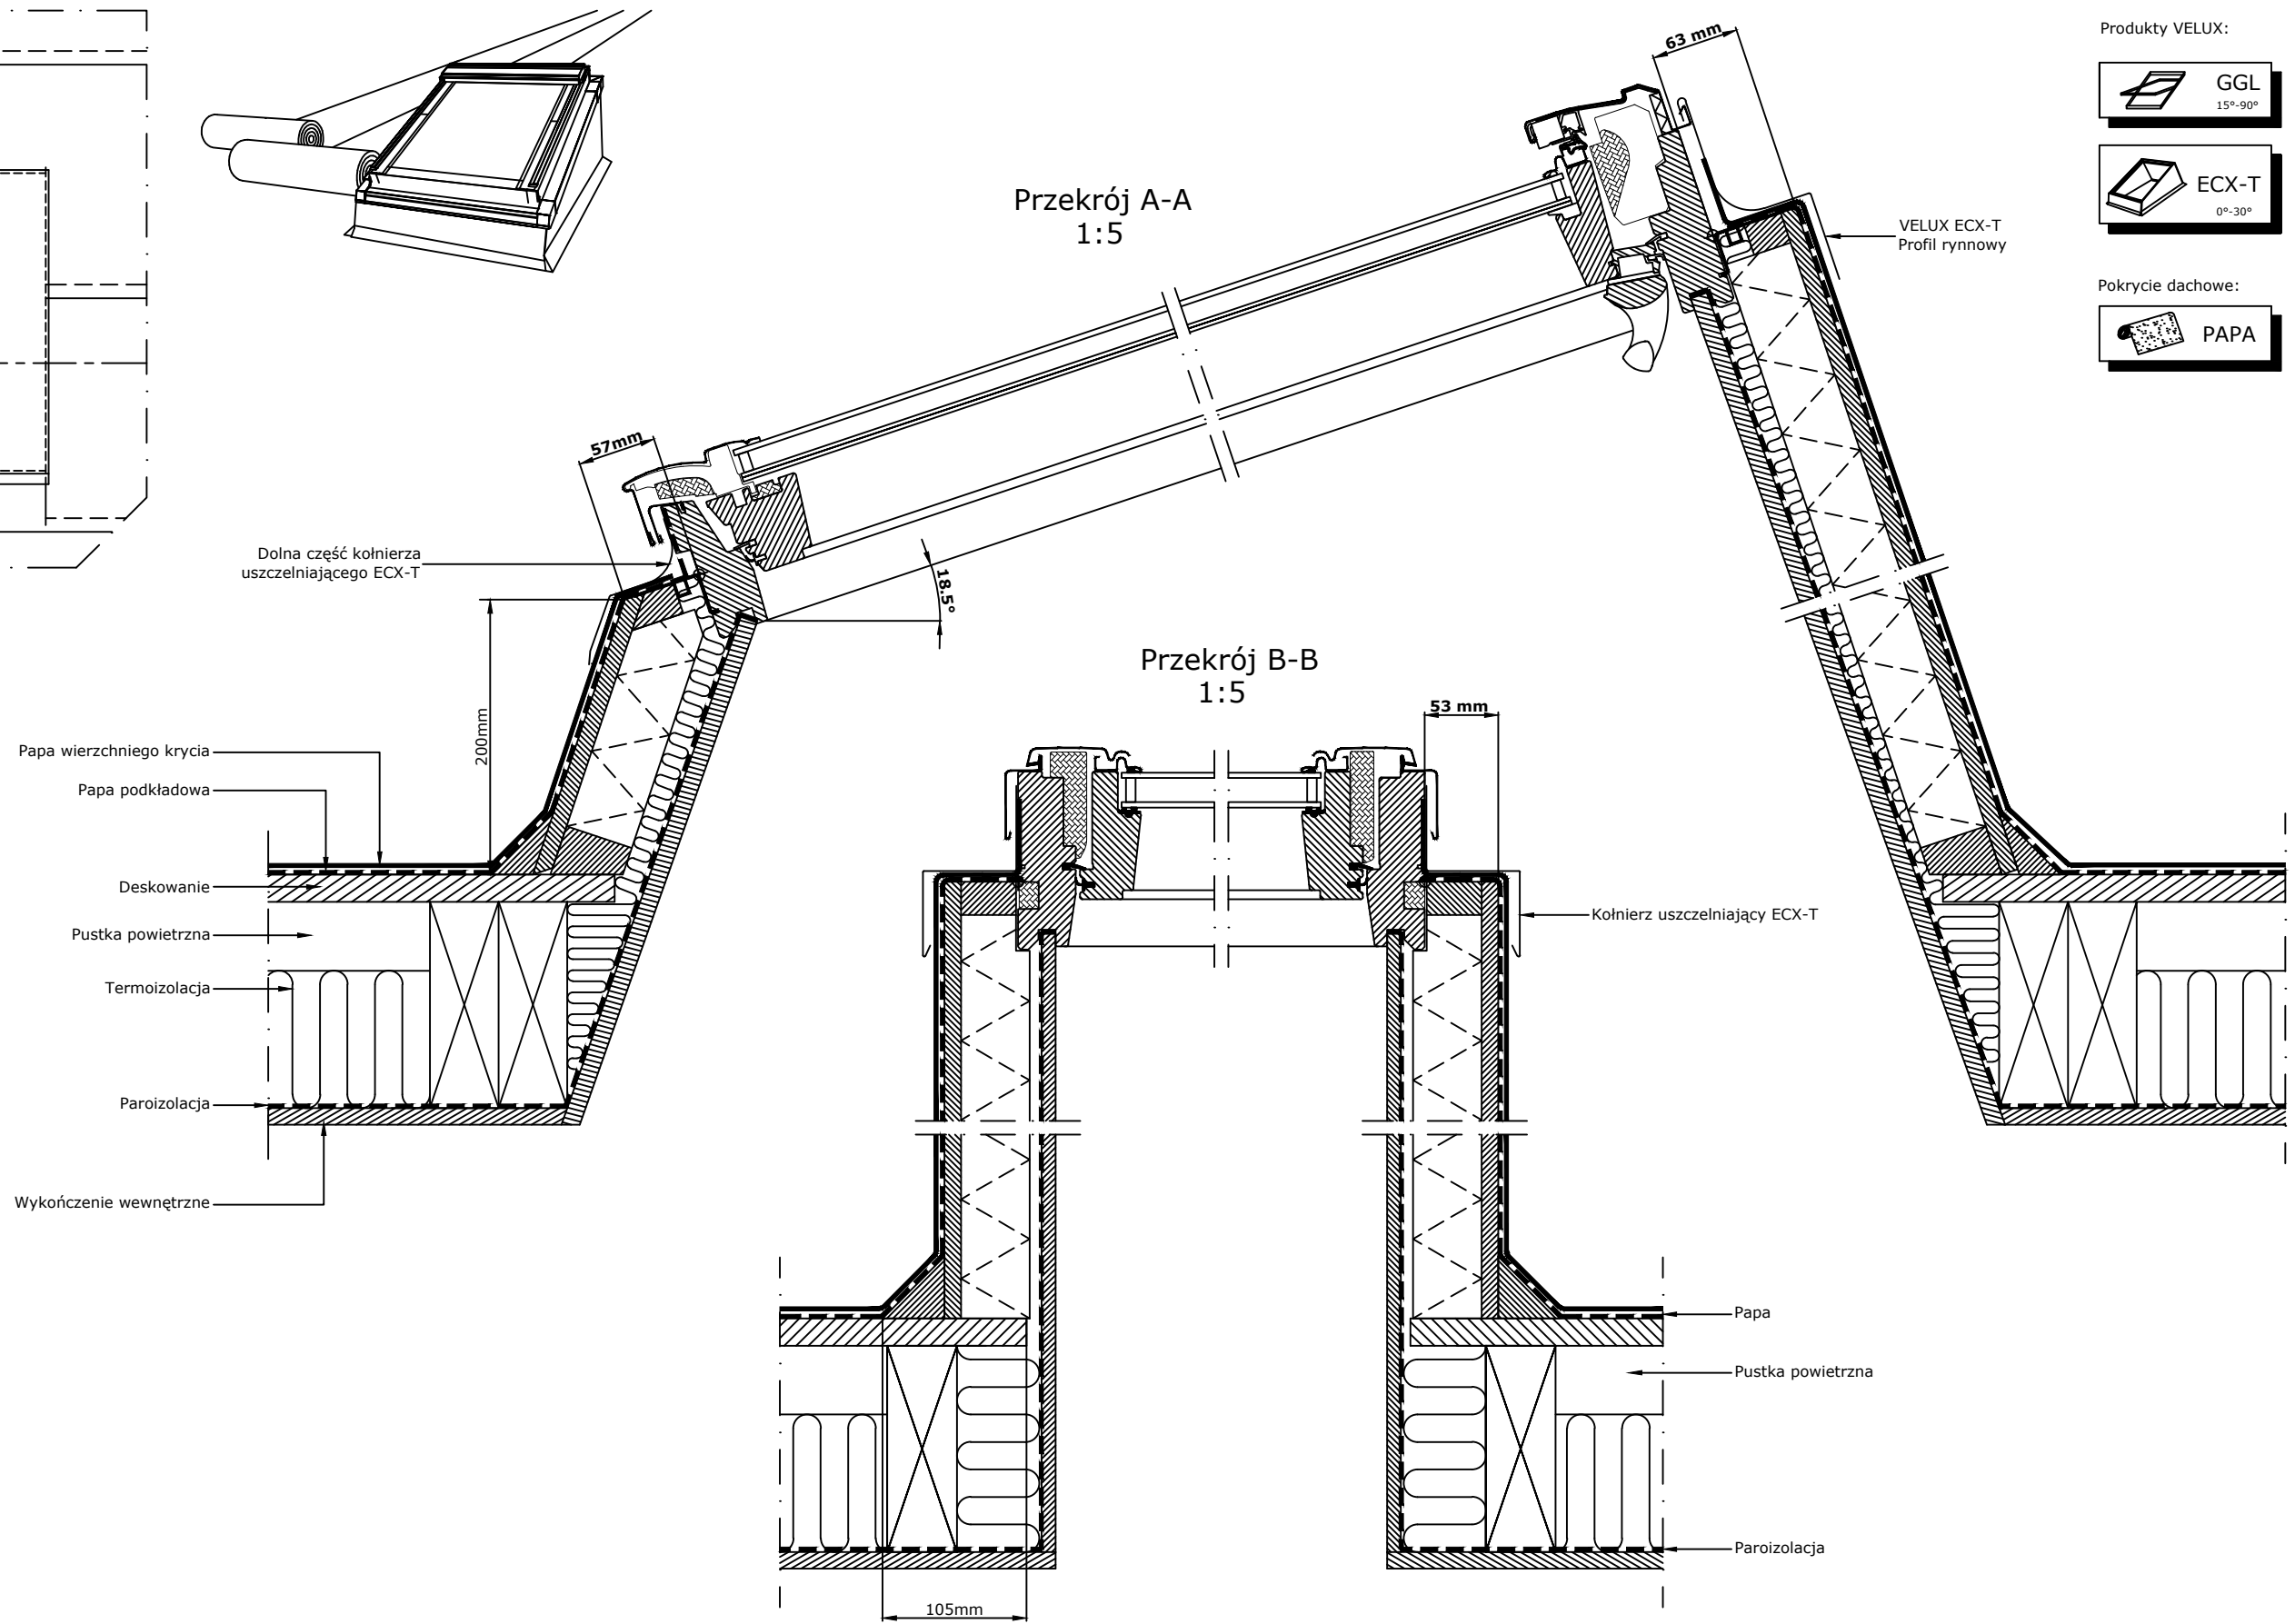 63 mm
Produkty VELUX:
GGL
15°-90°
ECX-T
0°-30°
Przekrój A-A
1:5
VELUX ECX-T
Profil rynnowy
Pokrycie dachowe:
PAPA
57mm
Dolna część kołnierza
uszczelniającego ECX-T
18.5°
Przekrój B-B
1:5
53 mm
200mm
Papa wierzchniego krycia
Papa podkładowa
Deskowanie
Pustka powietrzna
Kołnierz uszczelniający ECX-T
Termoizolacja
Paroizolacja
Wykończenie wewnętrzne
Papa
Pustka powietrzna
Paroizolacja
105mm